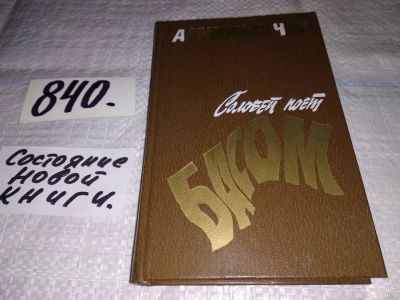 840.
Состояние
новой
книги.
А Ч
Соловей поет
БАСОМ